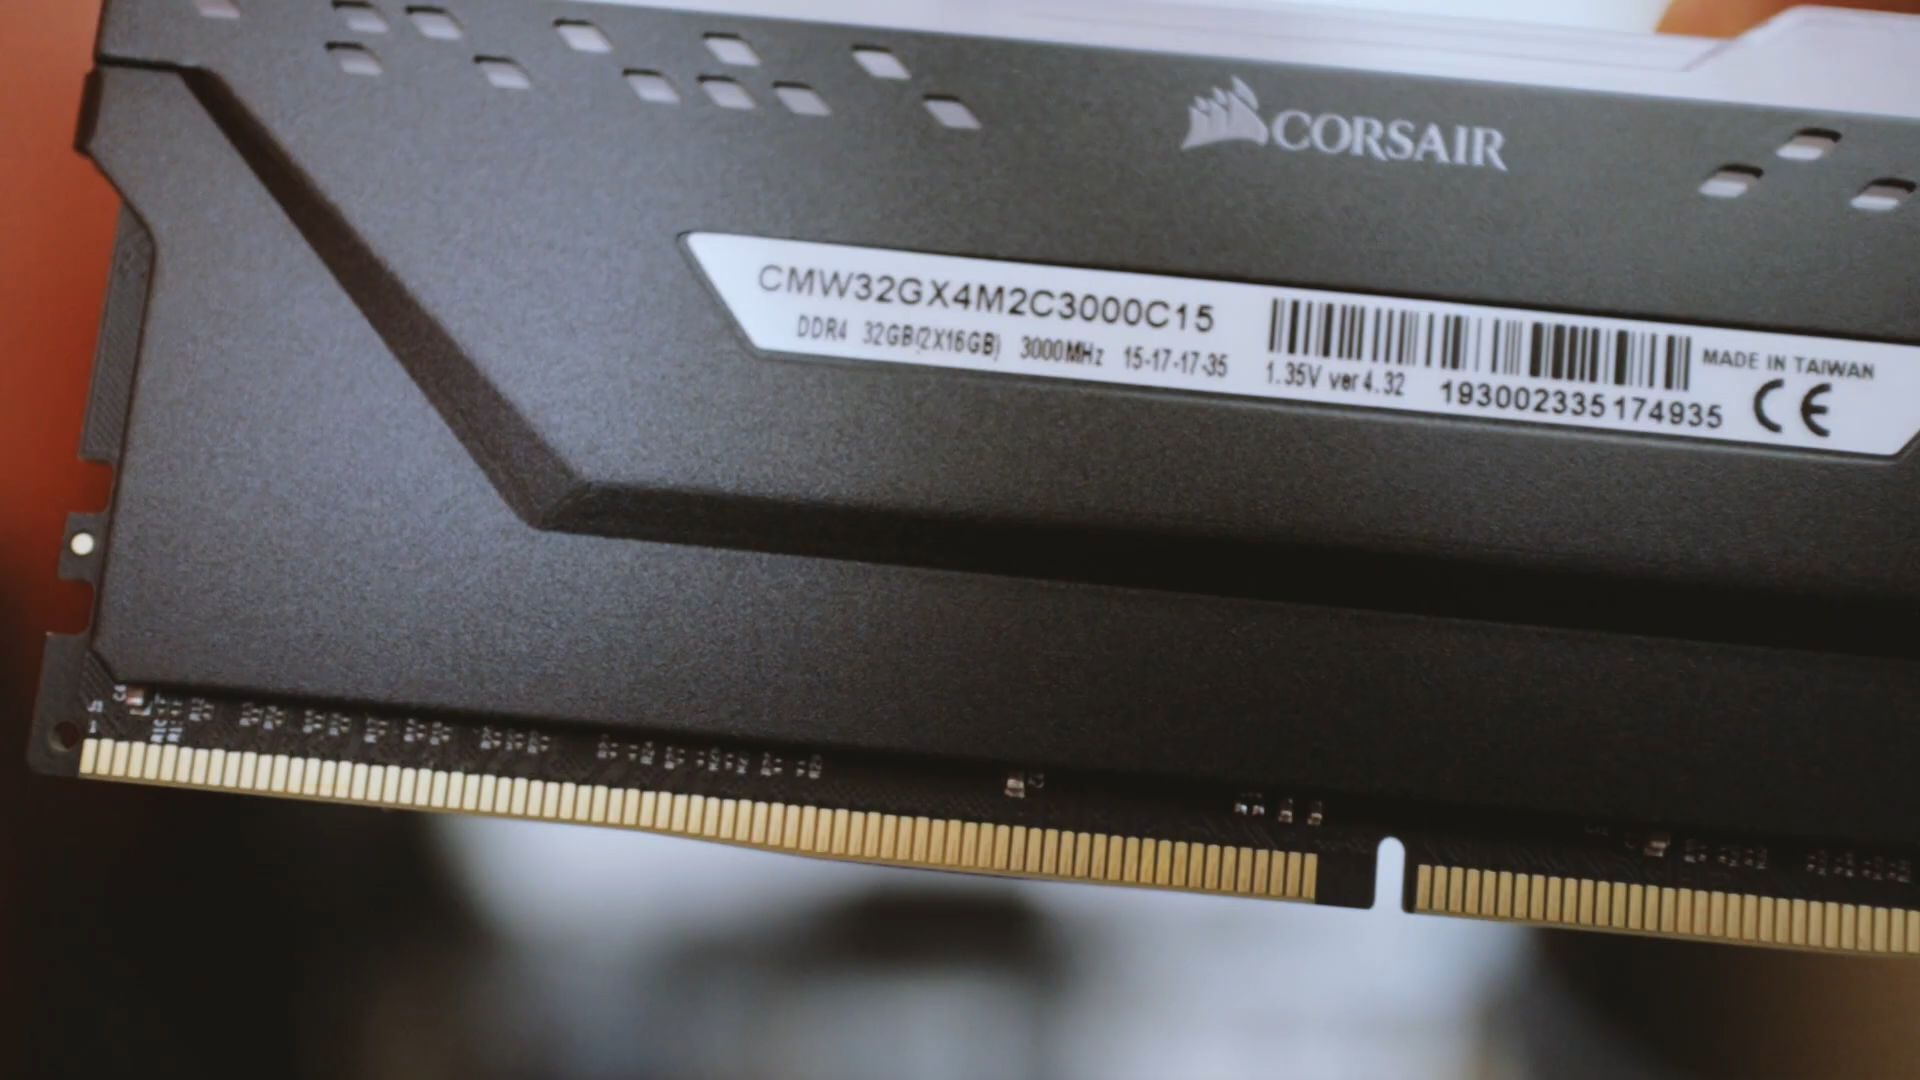 CORSAIR
CMW32GX4M2C3000C15
DDR4 32GB(2X16GB) 3000MHz 15-17-17-35
1.35V ver4.32
193002335174935
MADE IN TAIWAN
CE